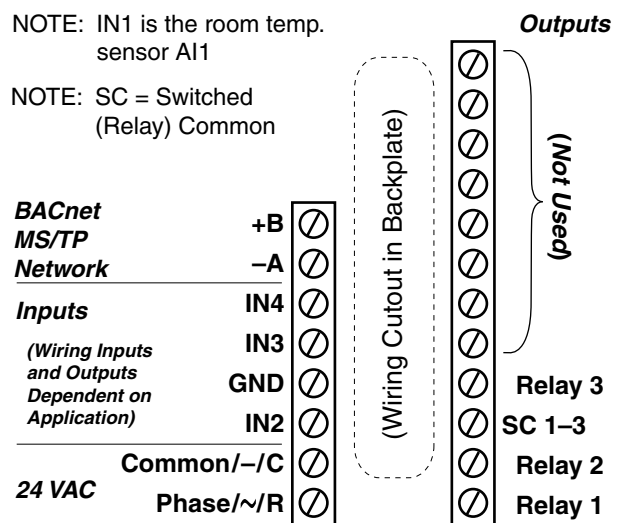 NOTE: IN1 is the room temp.
sensor AI1
NOTE: SC = Switched
(Relay) Common
BACnet
MS/TP
Network
+B
–A
Inputs
(Wiring Inputs
and Outputs
Dependent on
Application)
IN4
IN3
GND
IN2
24 VAC
Common/–/C
Phase/~/R
(Wiring Cutout in Backplate)
Outputs
(Not Used)
Relay 3
SC 1–3
Relay 2
Relay 1